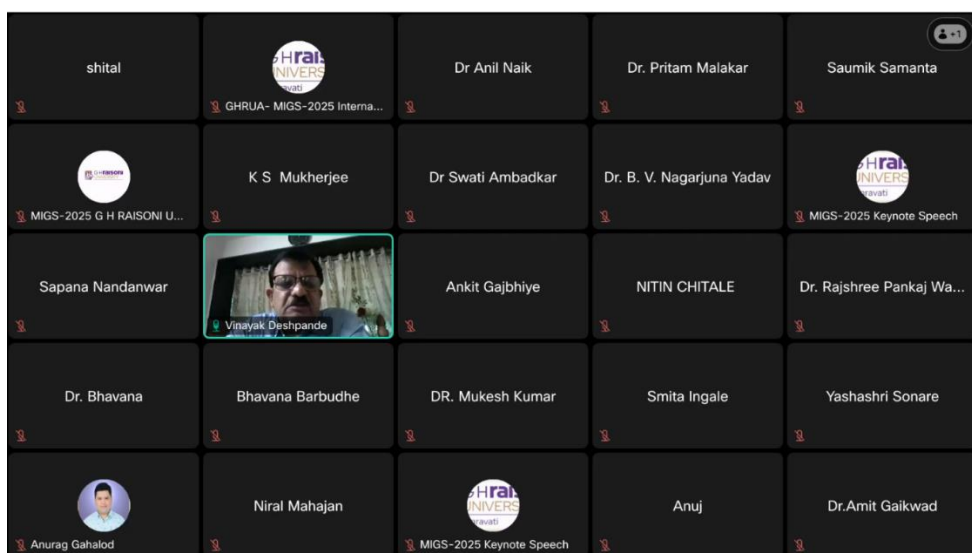 shital
GHRUA- MIGS-2025 Interna...
Dr Anil Naik
Dr. Pritam Malakar
Saumik Samanta
+1
MIGS-2025 G H RAISONI U...
K S Mukherjee
Dr Swati Ambadkar
Dr. B. V. Nagarjuna Yadav
MIGS-2025 Keynote Speech
Sapana Nandanwar
Vinayak Deshpande
Ankit Gajbhiye
NITIN CHITALE
Dr. Rajshree Pankaj Wa...
Dr. Bhavana
Bhavana Barbudhe
DR. Mukesh Kumar
Smita Ingale
Yashashri Sonare
Anurag Gahalod
Niral Mahajan
MIGS-2025 Keynote Speech
Anuj
Dr.Amit Gaikwad